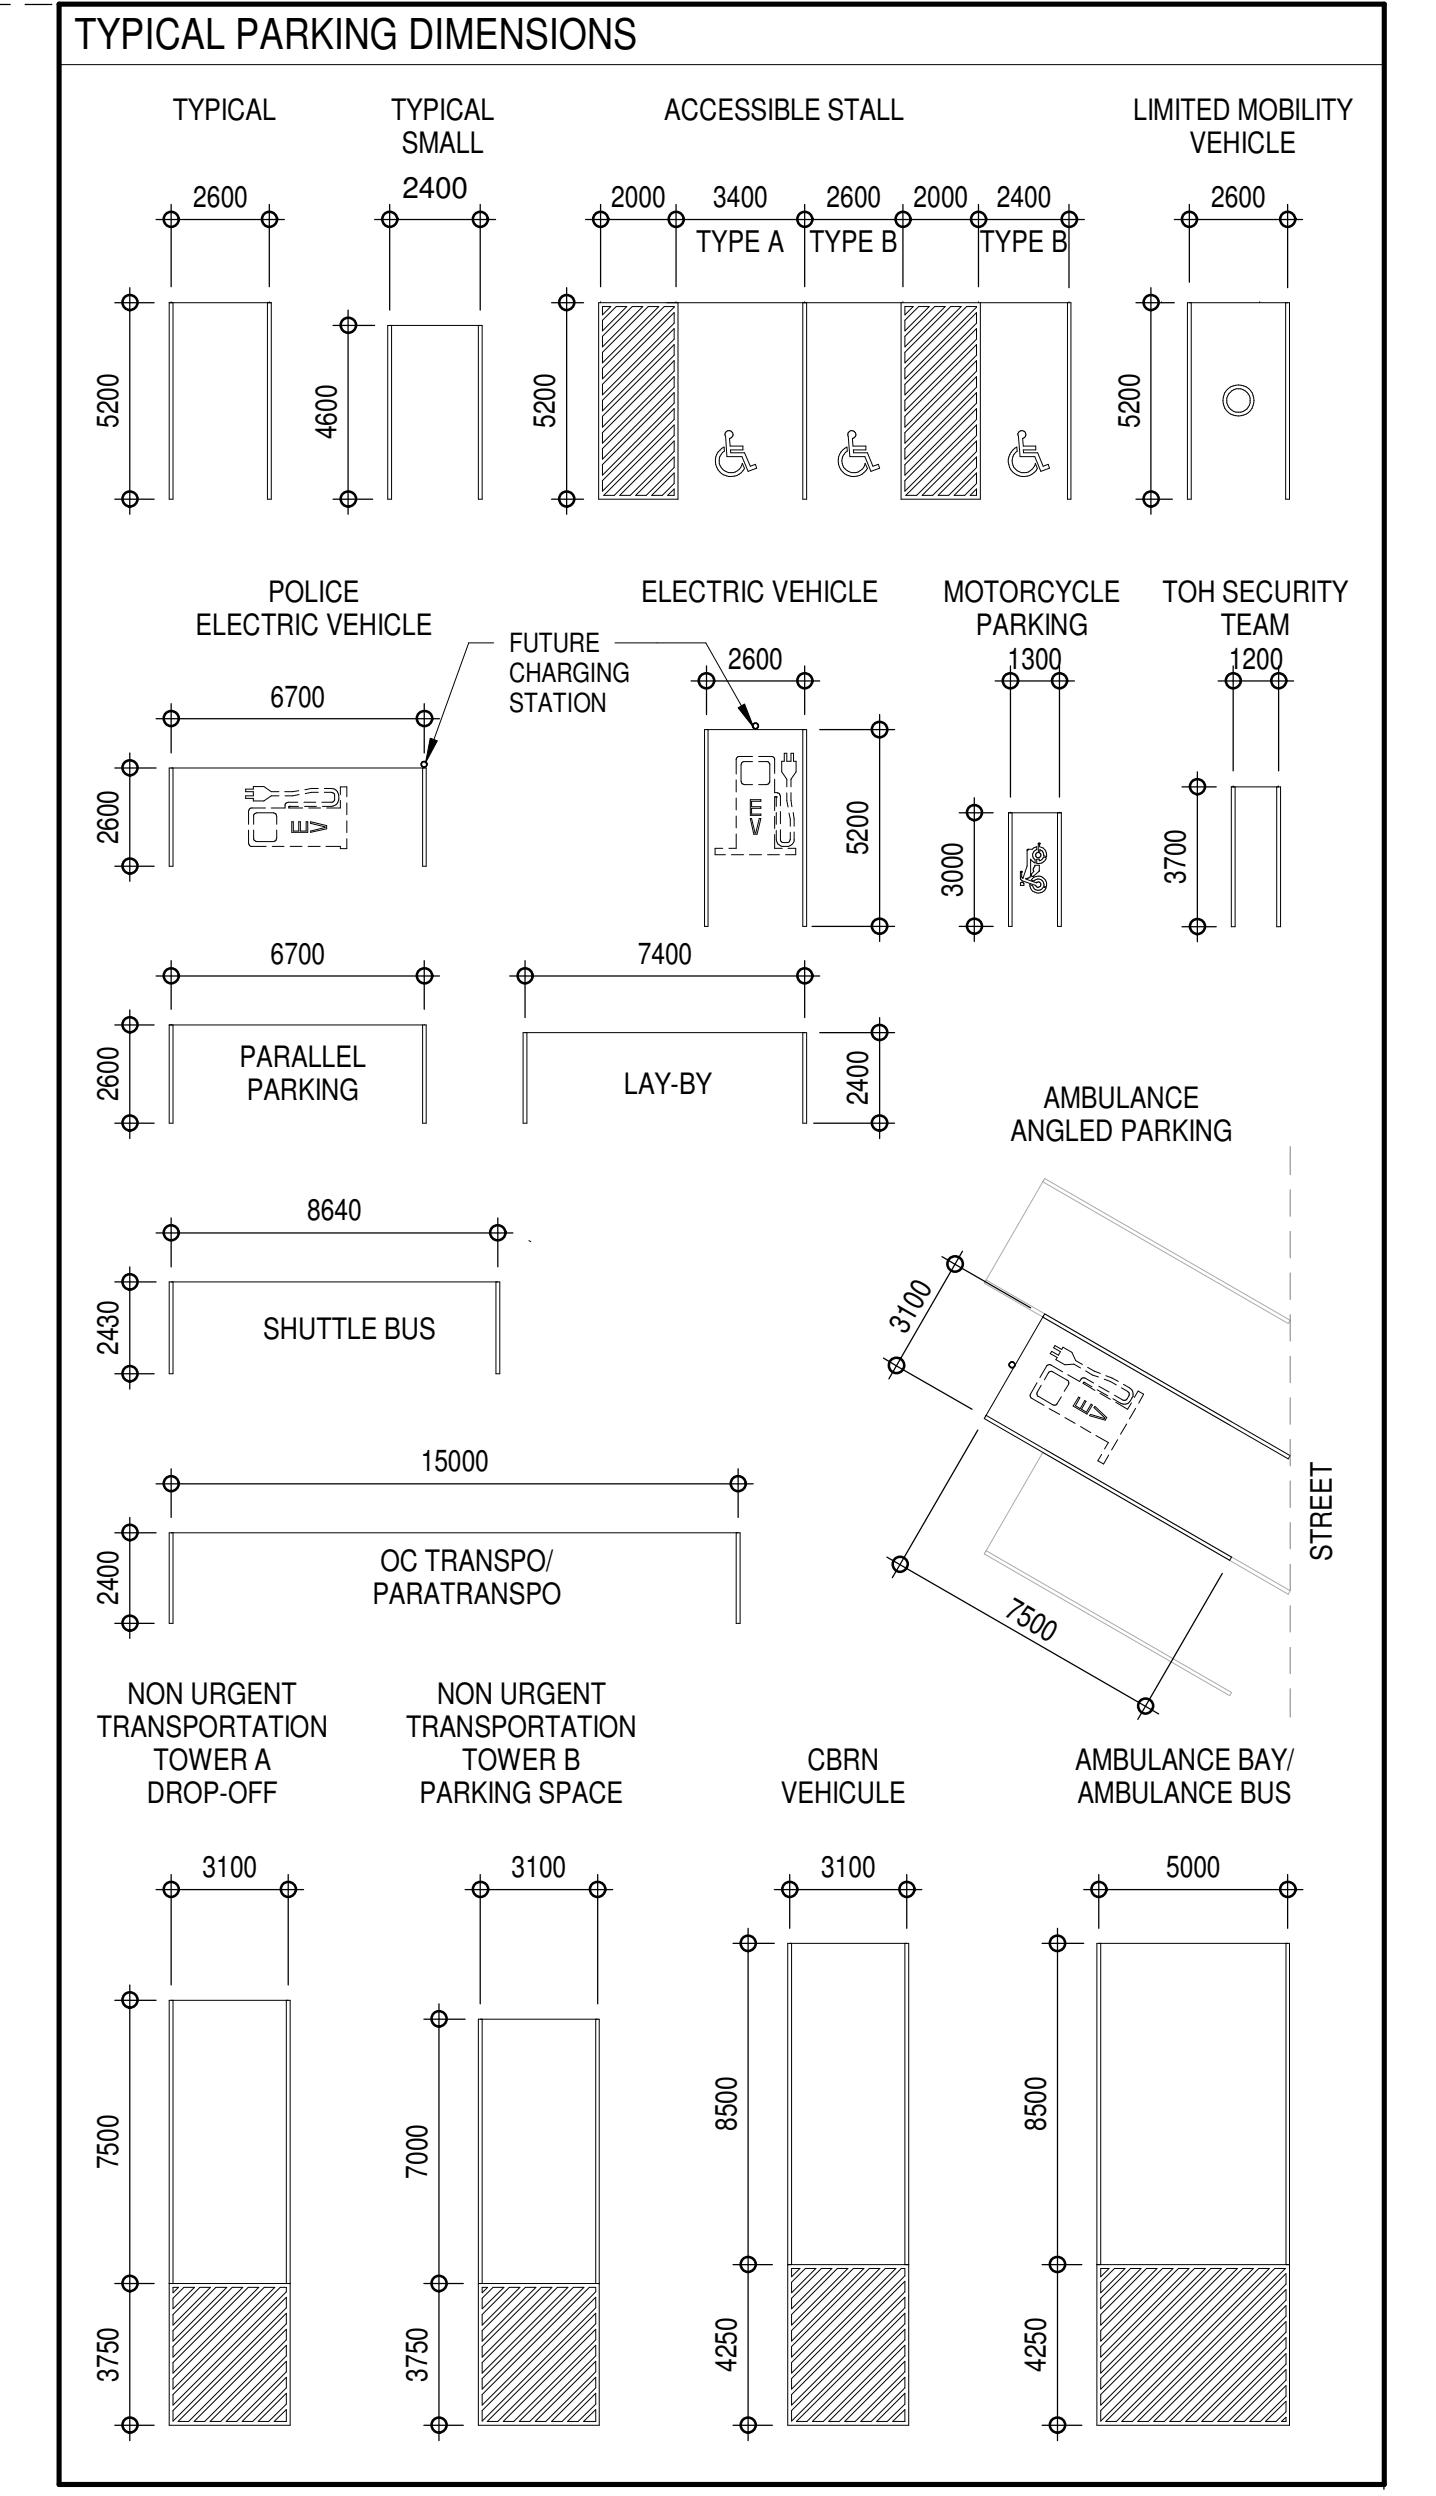 TYPICAL PARKING DIMENSIONS
TYPICAL
2600
5200
TYPICAL
SMALL
2400
4600
ACCESSIBLE STALL
2000
3400
2600
2000
2400
TYPE A
TYPE B
TYPE B
5200
LIMITED MOBILITY
VEHICLE
2600
5200
POLICE
ELECTRIC VEHICLE
6700
2600
EV
FUTURE
CHARGING
STATION
ELECTRIC VEHICLE
2600
5200
EV
MOTORCYCLE
PARKING
1300
3000
TOH SECURITY
TEAM
1200
3700
6700
2600
PARALLEL
PARKING
7400
LAY-BY
2400
AMBULANCE
ANGLED PARKING
3100
EV
7500
STREET
8640
2430
SHUTTLE BUS
15000
2400
OC TRANSPO/
PARATRANSPO
NON URGENT
TRANSPORTATION
TOWER A
DROP-OFF
3100
7500
3750
NON URGENT
TRANSPORTATION
TOWER B
PARKING SPACE
3100
7000
3750
CBRN
VEHICULE
3100
8500
4250
AMBULANCE BAY/
AMBULANCE BUS
5000
8500
4250